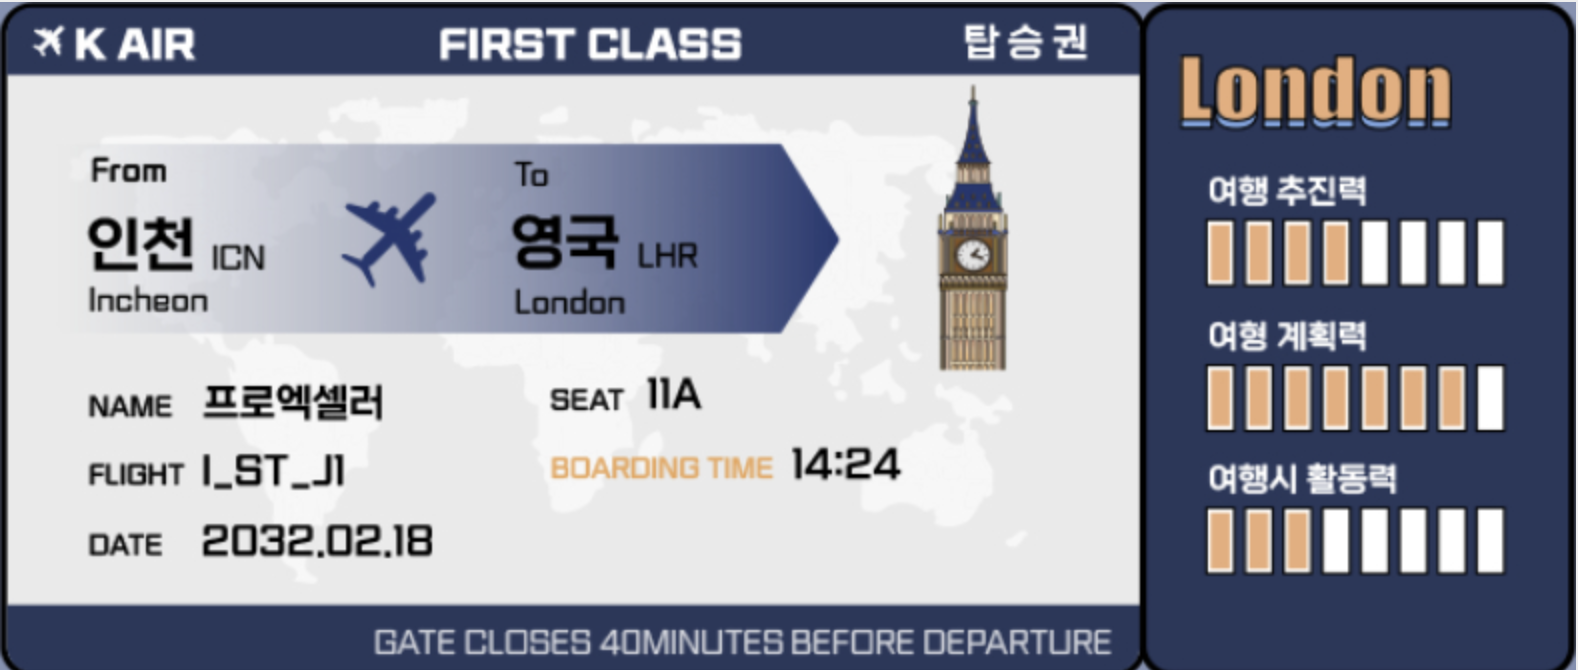 K AIR FIRST CLASS 탑승권
From
인천 ICN
Incheon
To
영국 LHR
London
NAME 프로엑셀러
SEAT 11A
FLIGHT I_ST_J1
BOARDING TIME 14:24
DATE 2032.02.18
GATE CLOSES 40MINUTES BEFORE DEPARTURE
London
여행 추진력
여형 계획력
여행시 활동력